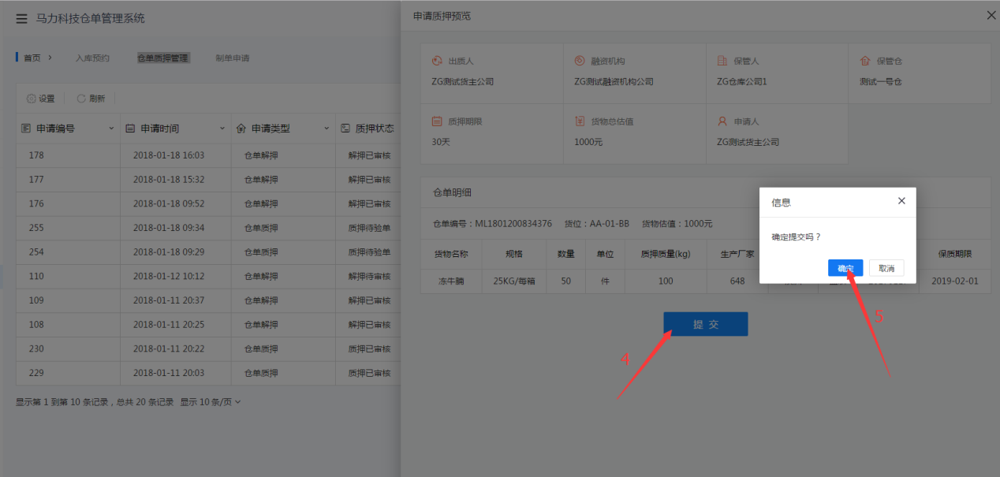 马力科技仓单管理系统
首页 > 入库预约 仓单质押管理 制单申请
设置 刷新
申请编号 申请时间 申请类型 质押状态
178 2018-01-18 16:03 仓单解押 解押已审核
177 2018-01-18 15:32 仓单解押 解押已审核
176 2018-01-18 09:52 仓单解押 解押已审核
255 2018-01-18 09:34 仓单质押 质押待验单
254 2018-01-18 09:29 仓单质押 质押待验单
110 2018-01-12 10:12 仓单解押 解押待审核
109 2018-01-11 20:37 仓单解押 解押已审核
108 2018-01-11 20:25 仓单解押 解押已审核
230 2018-01-11 20:22 仓单质押 质押已审核
229 2018-01-11 20:03 仓单质押 质押已审核
显示第 1 到第 10 条记录，总共 20 条记录 显示 10 条/页
申请质押预览
出质人 融资机构 保管人 保管仓
ZG测试货主公司 ZG测试融资机构公司 ZG仓库公司1 测试一号仓
质押期限 货物总估值 申请人
30天 1000元 ZG测试货主公司
仓单明细
仓单编号：ML1801200834376 货位：AA-01-BB 货物估值：1000元
货物名称 规格 数量 单位 质押质量(kg) 生产厂家 保质期限
冻牛腩 25KG/每箱 50 件 100 648 2019-02-01
提 交
4
信息
确定提交吗？
确定 取消
5